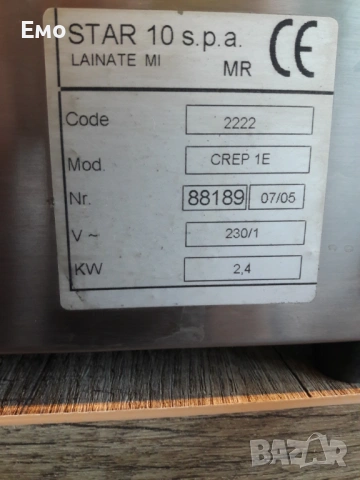 Emo
STAR 10 s.p.a.
LAINATE MI MR CE
Code 2222
Mod. CREP 1E
Nr. 88189 07/05
V ~ 230/1
KW 2,4
BAZAR